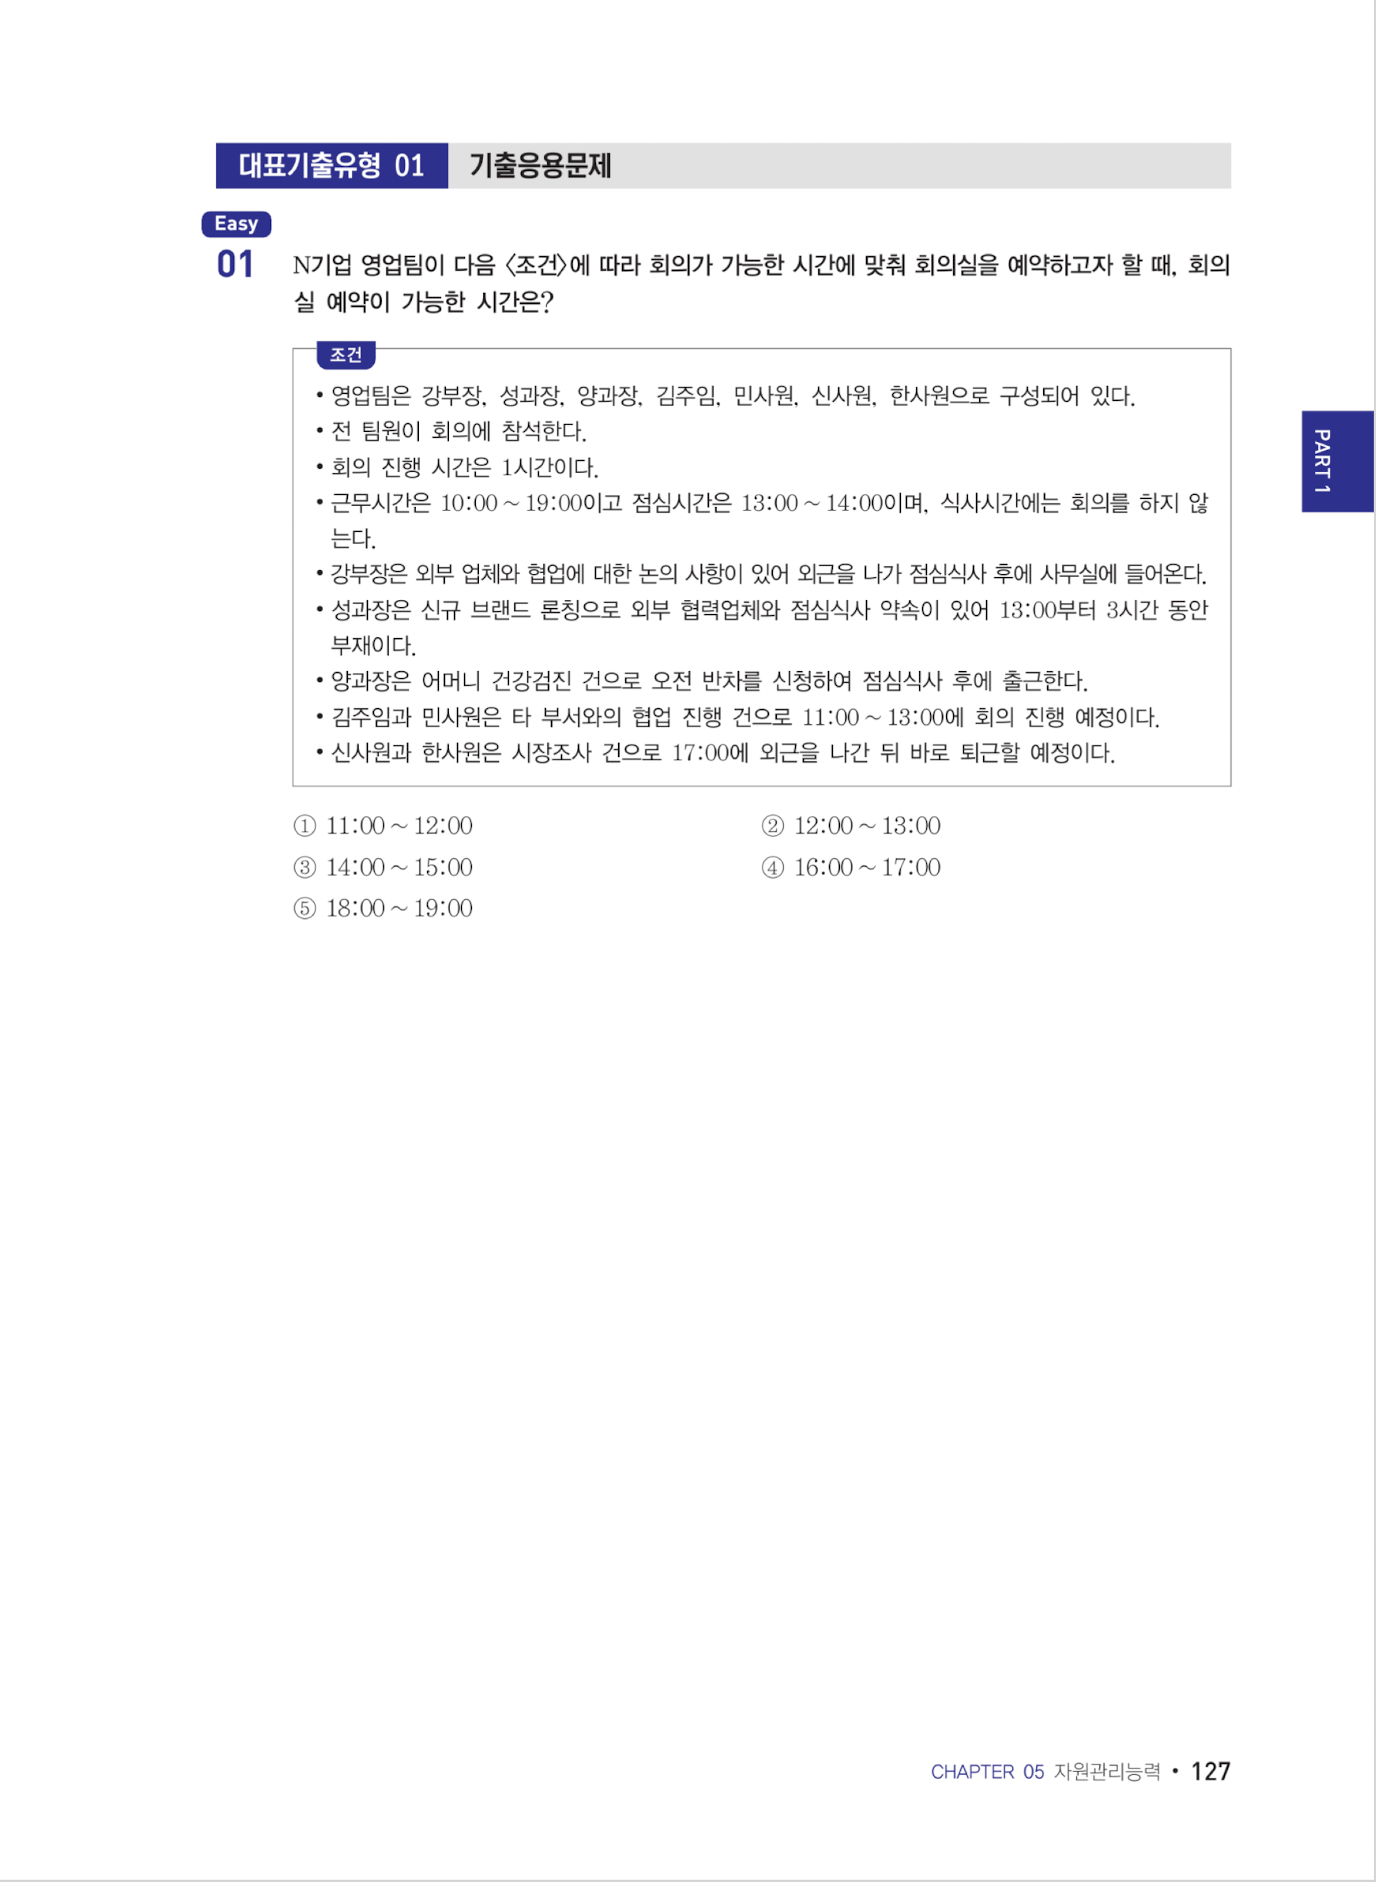 대표기출유형 01 기출응용문제
Easy
01 N기업 영업팀이 다음 〈조건〉에 따라 회의가 가능한 시간에 맞춰 회의실을 예약하고자 할 때, 회의
실 예약이 가능한 시간은?
조건
• 영업팀은 강부장, 성과장, 양과장, 김주임, 민사원, 신사원, 한사원으로 구성되어 있다.
• 전 팀원이 회의에 참석한다.
• 회의 진행 시간은 1시간이다.
• 근무시간은 10:00 ~ 19:00이고 점심시간은 13:00 ~ 14:00이며, 식사시간에는 회의를 하지 않
는다.
• 강부장은 외부 업체와 협업에 대한 논의 사항이 있어 외근을 나가 점심식사 후에 사무실에 들어온다.
• 성과장은 신규 브랜드 론칭으로 외부 협력업체와 점심식사 약속이 있어 13:00부터 3시간 동안
부재이다.
• 양과장은 어머니 건강검진 건으로 오전 반차를 신청하여 점심식사 후에 출근한다.
• 김주임과 민사원은 타 부서와의 협업 진행 건으로 11:00 ~ 13:00에 회의 진행 예정이다.
• 신사원과 한사원은 시장조사 건으로 17:00에 외근을 나간 뒤 바로 퇴근할 예정이다.
① 11:00 ~ 12:00 ② 12:00 ~ 13:00
③ 14:00 ~ 15:00 ④ 16:00 ~ 17:00
⑤ 18:00 ~ 19:00
PART 1
CHAPTER 05 자원관리능력 • 127